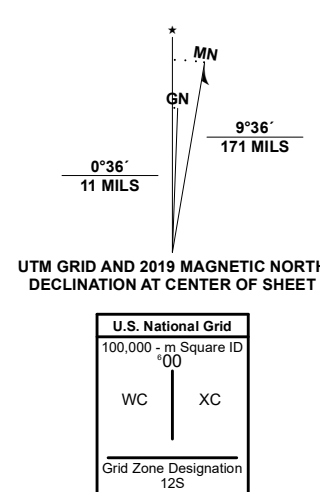 ★
MN
GN
9°36´
171 MILS
0°36´
11 MILS
UTM GRID AND 2019 MAGNETIC NORTH
DECLINATION AT CENTER OF SHEET
U.S. National Grid
100,000 - m Square ID
⁶00
WC XC
Grid Zone Designation
12S